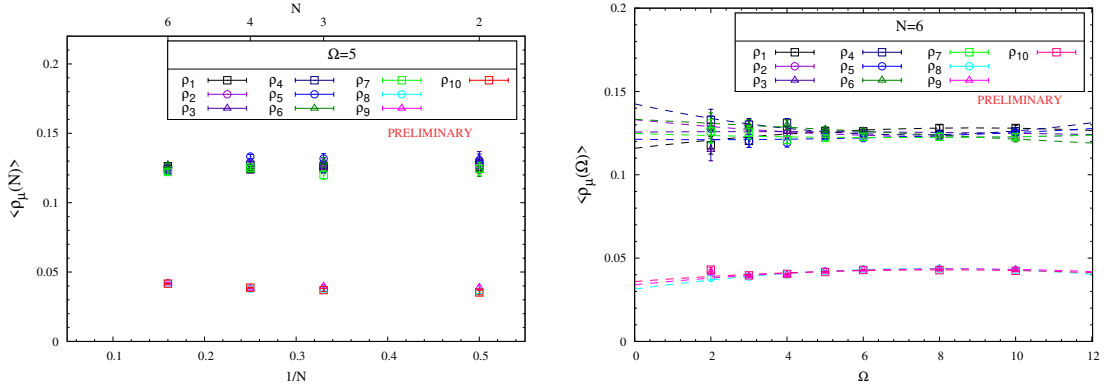 N
6 4 3 2
Ω=5
ρ1 ρ4 ρ7 ρ10
ρ2 ρ5 ρ8
ρ3 ρ6 ρ9
PRELIMINARY
0.2
0.15
0.1
0.05
0
<ρμ(N)>
0.1 0.2 0.3 0.4 0.5
1/N
N=6
ρ1 ρ4 ρ7 ρ10
ρ2 ρ5 ρ8
ρ3 ρ6 ρ9
PRELIMINARY
0.2
0.15
0.1
0.05
0
<ρμ(Ω)>
0 2 4 6 8 10 12
Ω